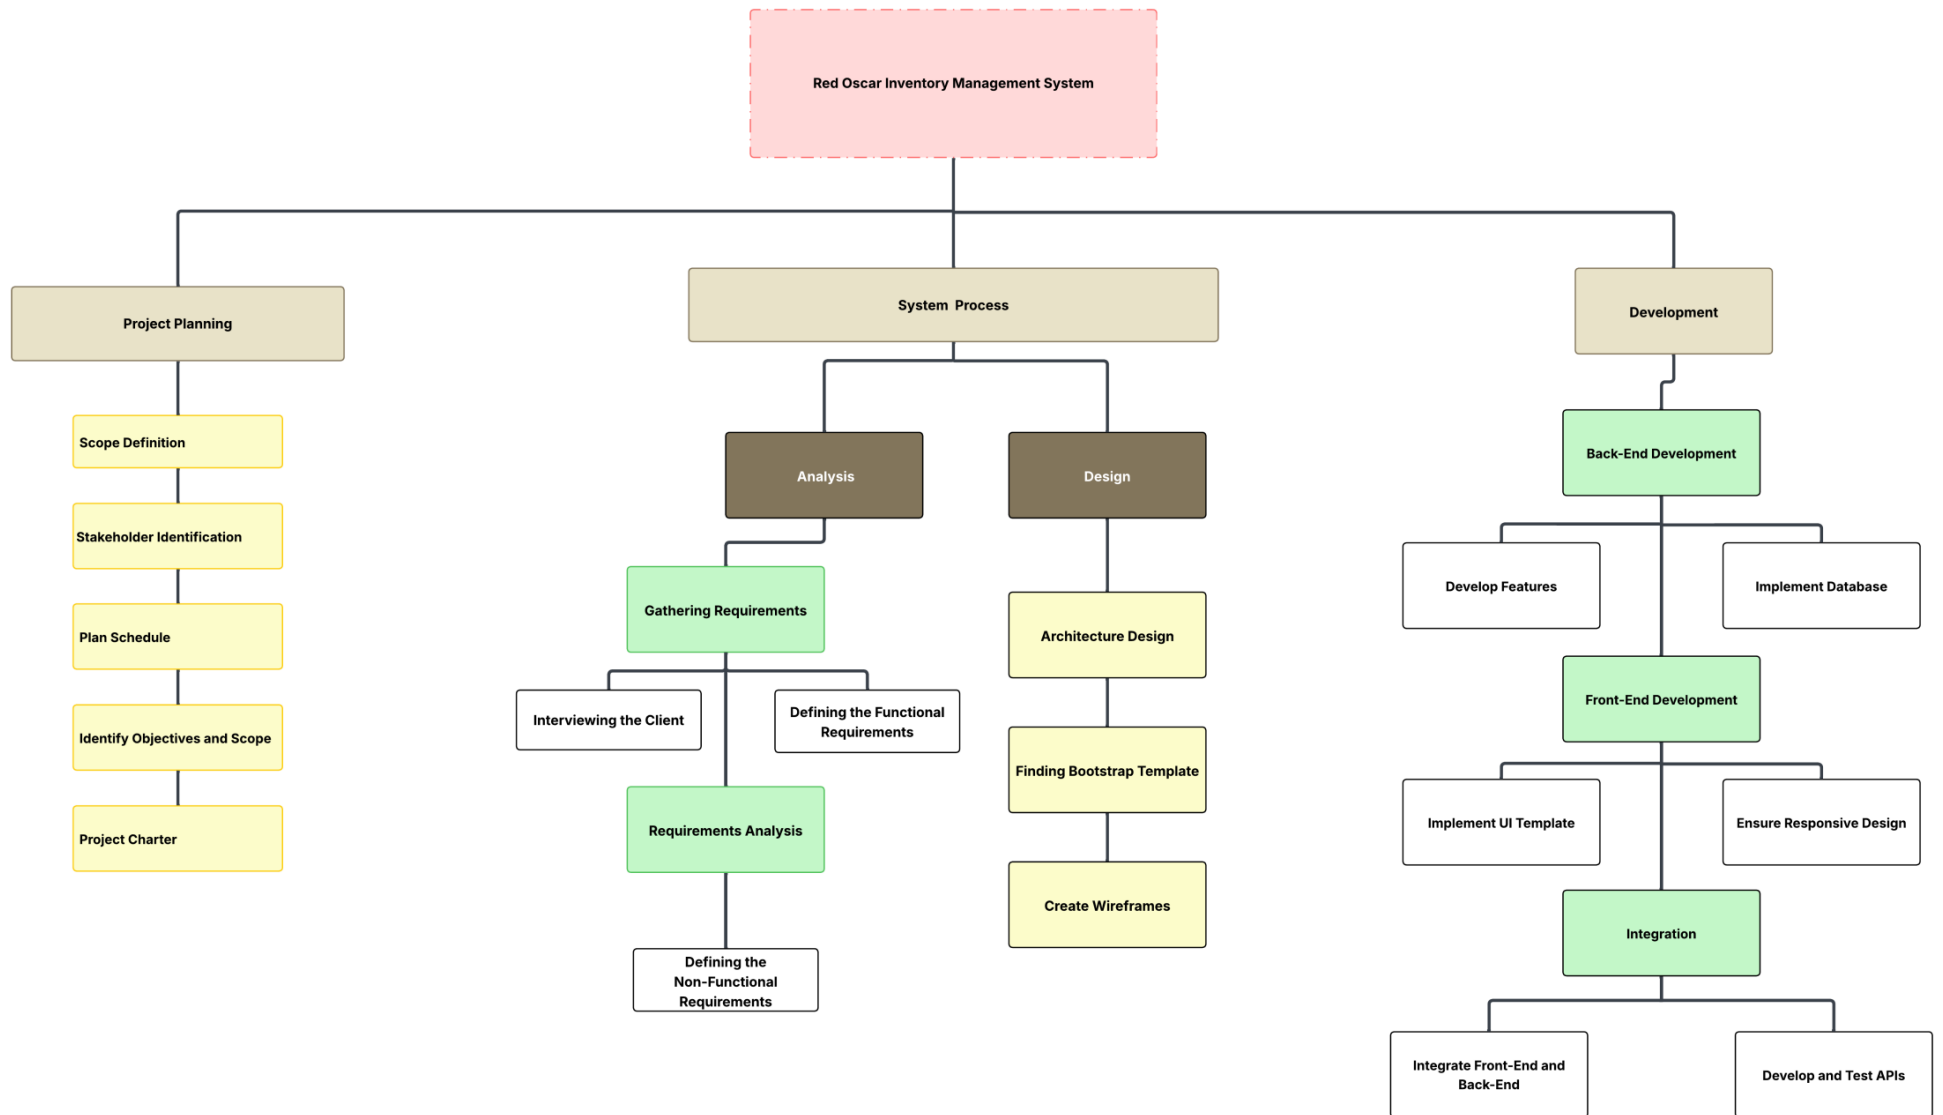 Red Oscar Inventory Management System
Project Planning
System  Process
Development
Scope Definition
Stakeholder Identification
Plan Schedule
Identify Objectives and Scope
Project Charter
Analysis
Design
Gathering Requirements
Interviewing the Client
Defining the Functional
Requirements
Requirements Analysis
Defining the
Non-Functional
Requirements
Architecture Design
Finding Bootstrap Template
Create Wireframes
Back-End Development
Develop Features
Implement Database
Front-End Development
Implement UI Template
Ensure Responsive Design
Integration
Integrate Front-End and
Back-End
Develop and Test APIs